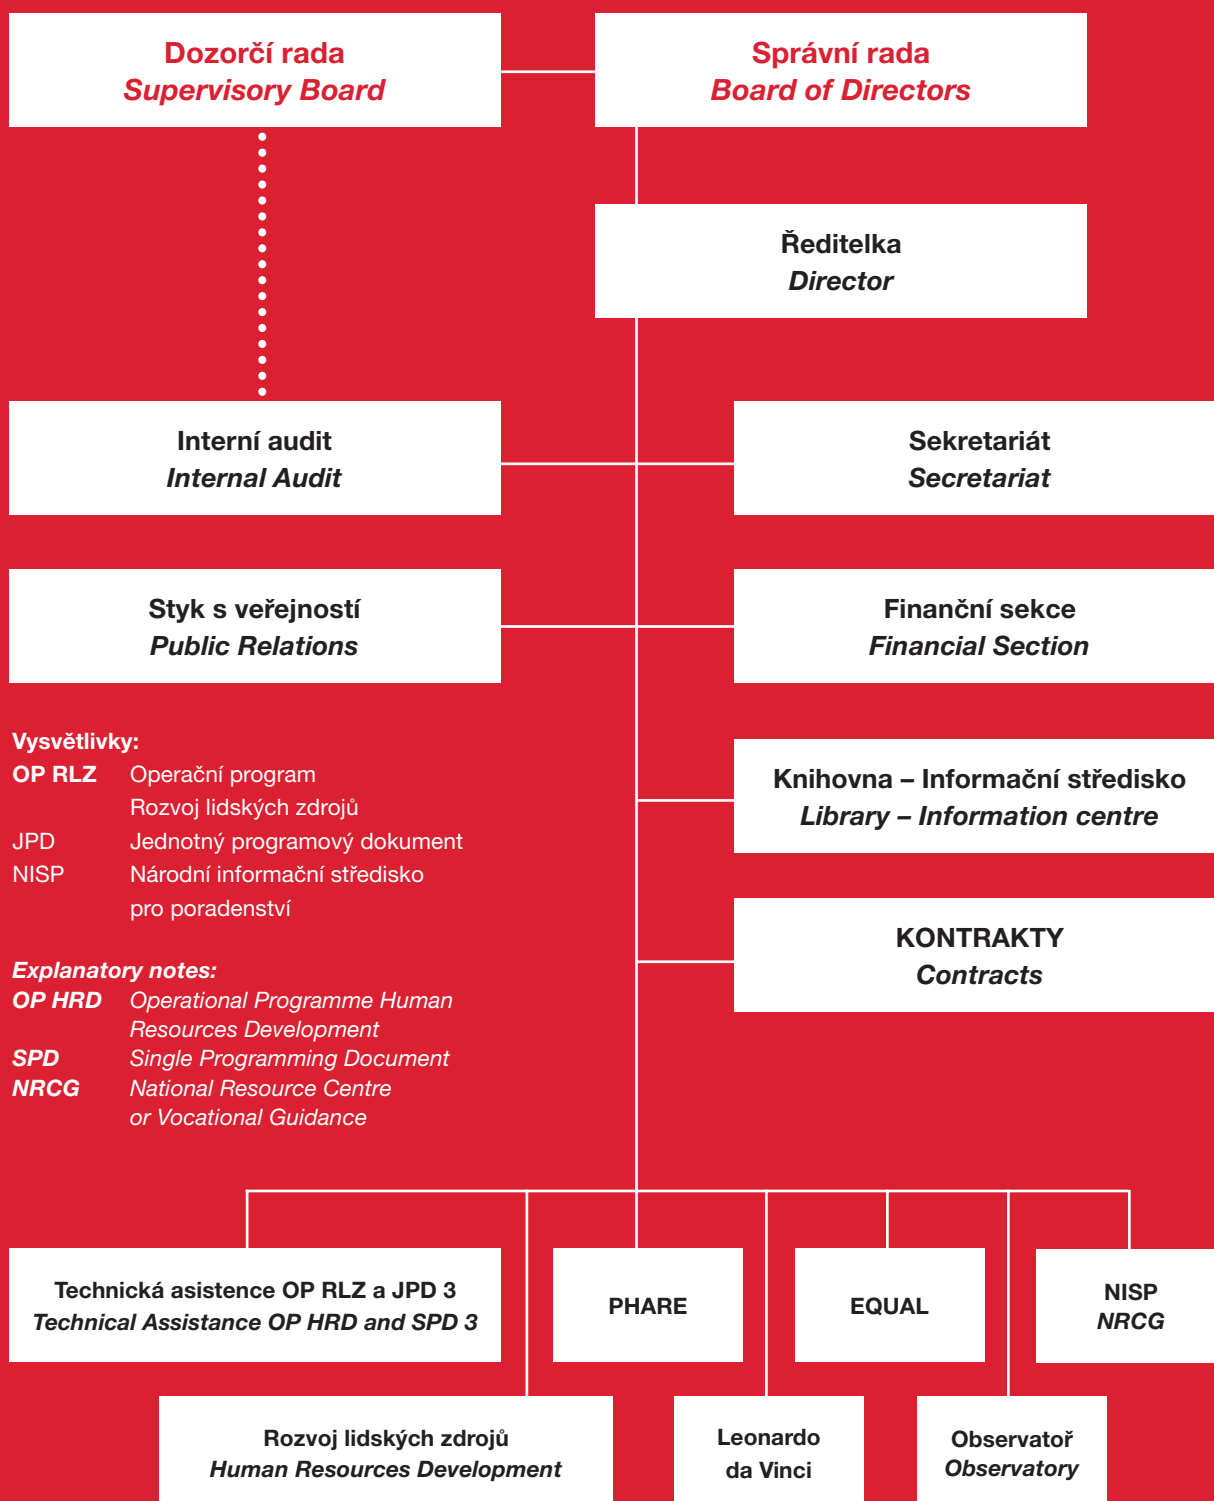 Dozorčí rada
Supervisory Board
Správní rada
Board of Directors
Ředitelka
Director
Interní audit
Internal Audit
Sekretariát
Secretariat
Styk s veřejností
Public Relations
Finanční sekce
Financial Section
Vysvětlivky:
OP RLZ Operační program
Rozvoj lidských zdrojů
JPD Jednotný programový dokument
NISP Národní informační středisko
pro poradenství
Explanatory notes:
OP HRD Operational Programme Human
Resources Development
SPD Single Programming Document
NRCG National Resource Centre
or Vocational Guidance
Knihovna – Informační středisko
Library – Information centre
KONTRAKTY
Contracts
Technická asistence OP RLZ a JPD 3
Technical Assistance OP HRD and SPD 3
PHARE
EQUAL
NISP
NRCG
Rozvoj lidských zdrojů
Human Resources Development
Leonardo
da Vinci
Observatoř
Observatory